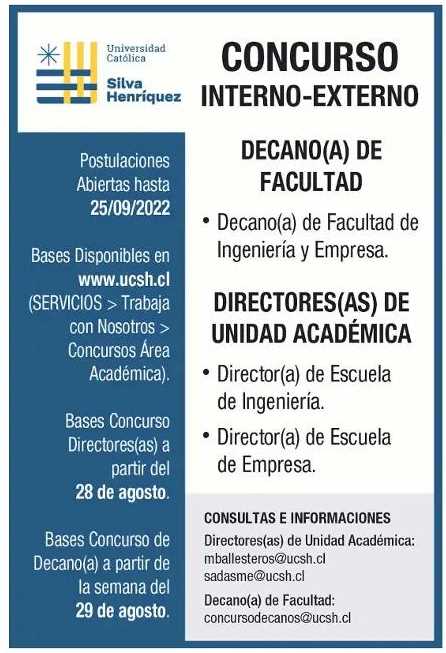 Universidad
Católica
Silva
Henríquez
Postulaciones
Abiertas hasta
25/09/2022
Bases Disponibles en
www.ucsh.cl
(SERVICIOS > Trabaja
con Nosotros >
Concursos Área
Académica).
Bases Concurso
Directores(as) a
partir del
28 de agosto.
Bases Concurso de
Decano(a) a partir de
la semana del
29 de agosto.
CONCURSO
INTERNO-EXTERNO
DECANO(A) DE
FACULTAD
• Decano(a) de Facultad de
Ingeniería y Empresa.
DIRECTORES(AS) DE
UNIDAD ACADÉMICA
• Director(a) de Escuela
de Ingeniería.
• Director(a) de Escuela
de Empresa.
CONSULTAS E INFORMACIONES
Directores(as) de Unidad Académica:
mballesteros@ucsh.cl
sadasme@ucsh.cl
Decano(a) de Facultad:
concursodecanos@ucsh.cl